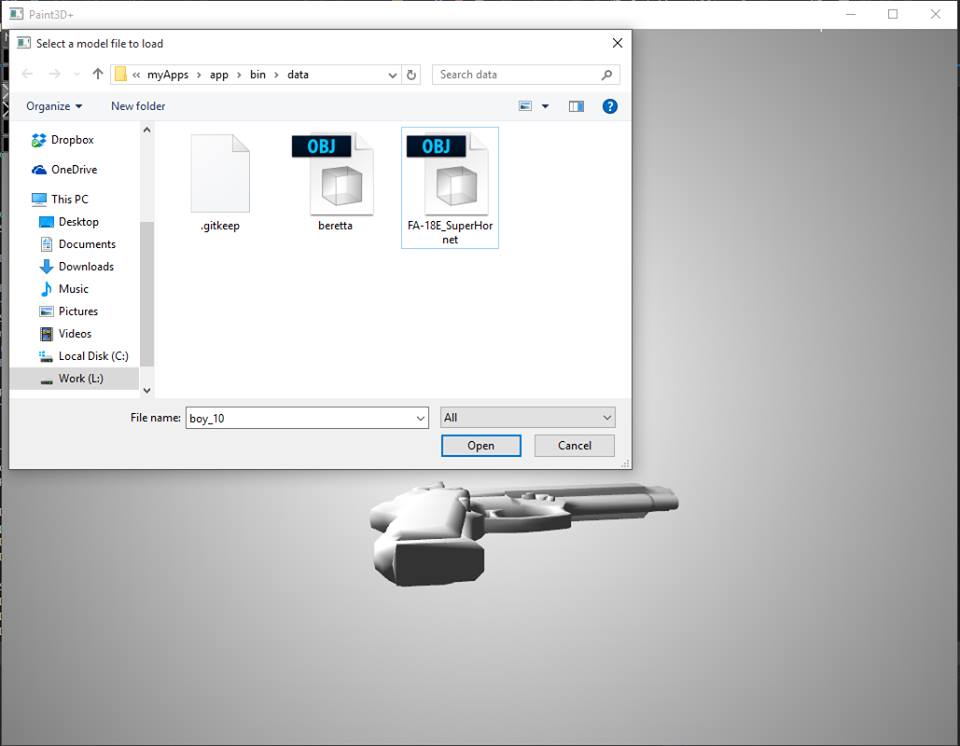 Paint3D+
Select a model file to load
« myApps › app › bin › data
Search data
Organize
New folder
?
Dropbox
OneDrive
This PC
Desktop
Documents
Downloads
Music
Pictures
Videos
Local Disk (C:)
Work (L:)
.gitkeep
OBJ
beretta
OBJ
FA-18E_SuperHor
net
File name:
boy_10
All
Open
Cancel